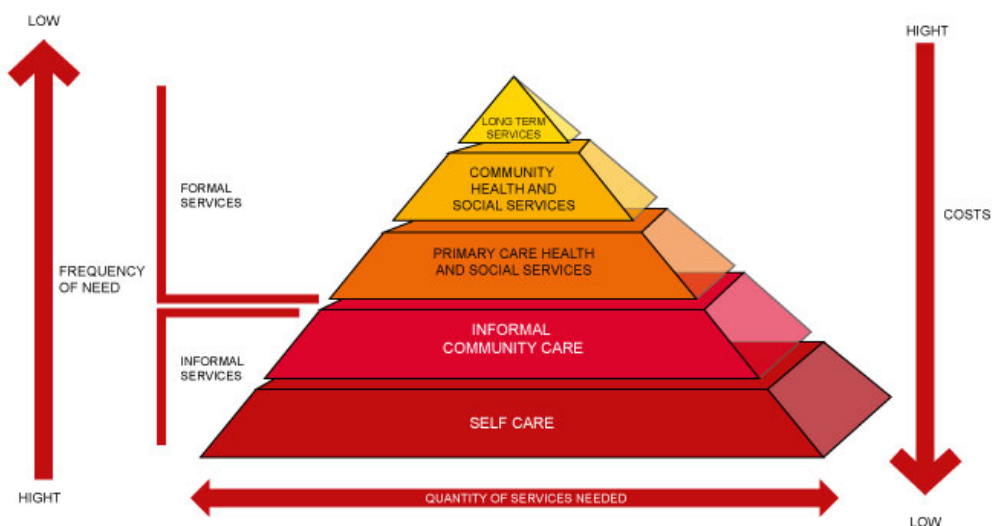 LOW
HIGHT
LONG TERM
SERVICES
COMMUNITY
HEALTH AND
SOCIAL SERVICES
FORMAL
SERVICES
COSTS
PRIMARY CARE HEALTH
AND SOCIAL SERVICES
FREQUENCY
OF NEED
INFORMAL
COMMUNITY CARE
INFORMAL
SERVICES
SELF CARE
HIGHT
QUANTITY OF SERVICES NEEDED
LOW